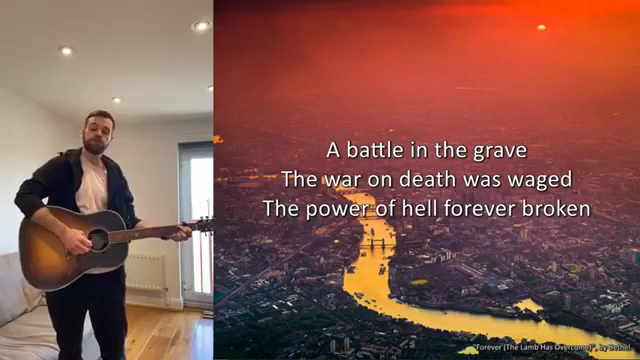 A battle in the grave
The war on death was waged
The power of hell forever broken
"Forever (The Lamb Has Overcome)", by Bethel